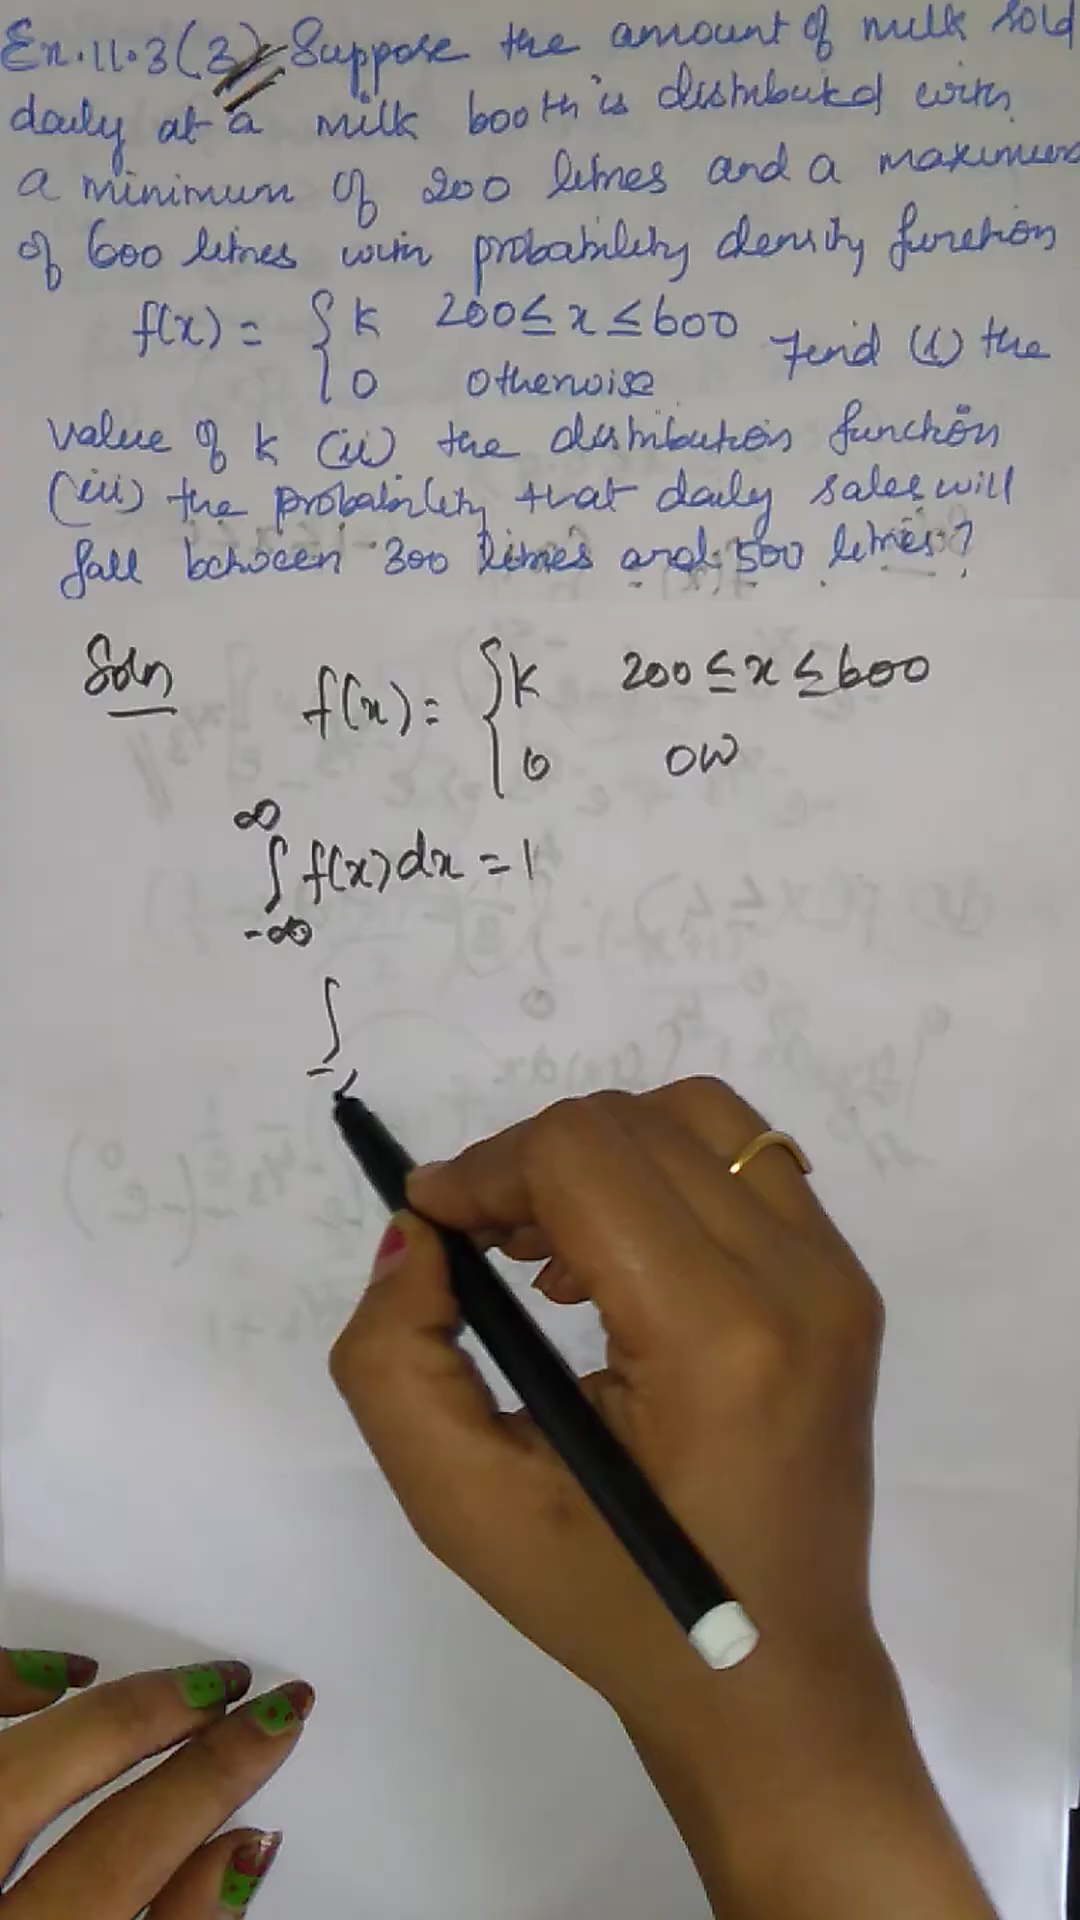 Ex.11.3(3) Suppose the amount of milk sold
daily at a milk booth is distributed with
a minimum of 200 litres and a maximum
of 600 litres with probability density function
f(x) = { k 200 ≤ x ≤ 600
0 otherwise find (i) the
value of k (ii) the distribution function
(iii) the probability that daily sales will
fall between 300 litres and 500 litres?
Soln f(x) = { k 200 ≤ x ≤ 600
0 ow
∞
∫ f(x) dx = 1
-∞
∫
-